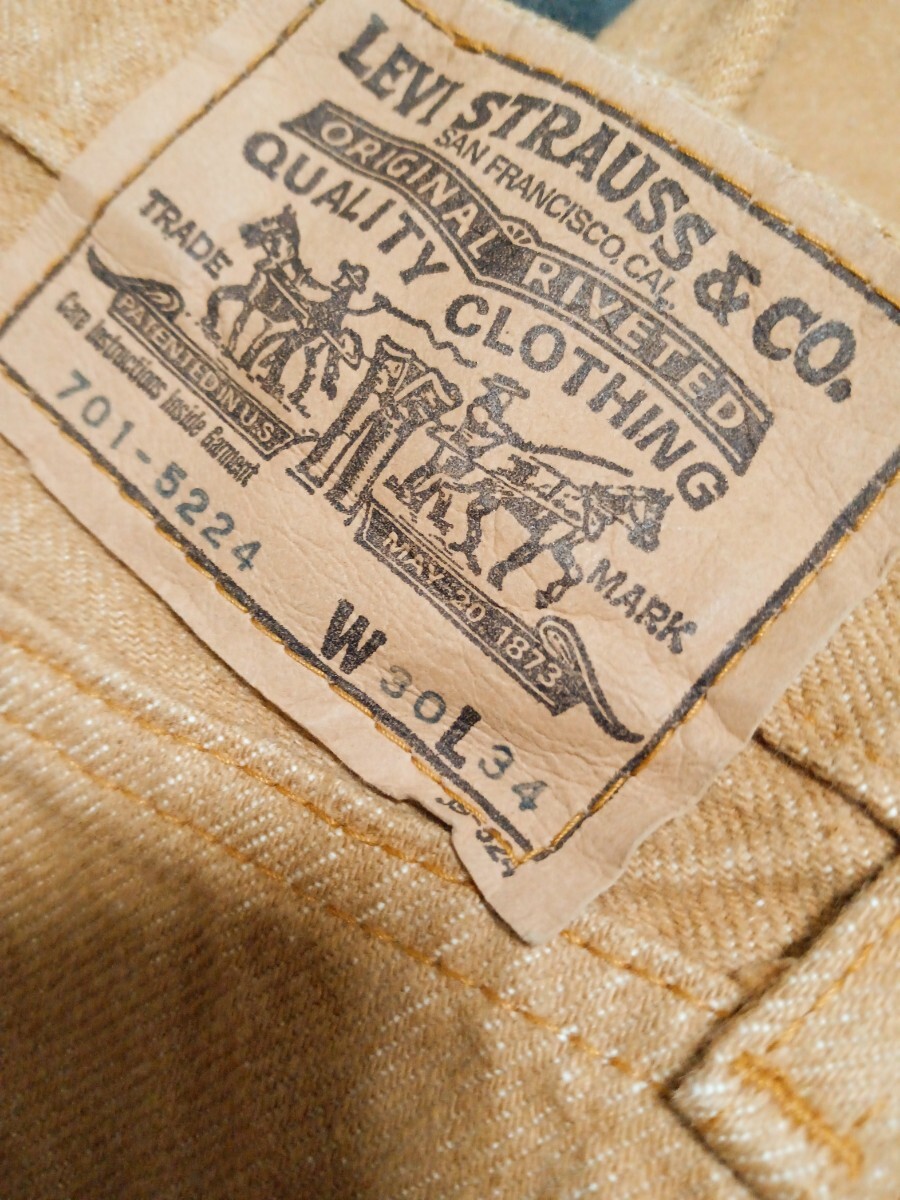 LEVI STRAUSS & CO.
SAN FRANCISCO, CAL.
ORIGINAL RIVETED
QUALITY CLOTHING
TRADE MARK
PATENTED IN U.S.
MAY 20 1873
Care Instructions Inside Garment
701-5224
W 30 L 34